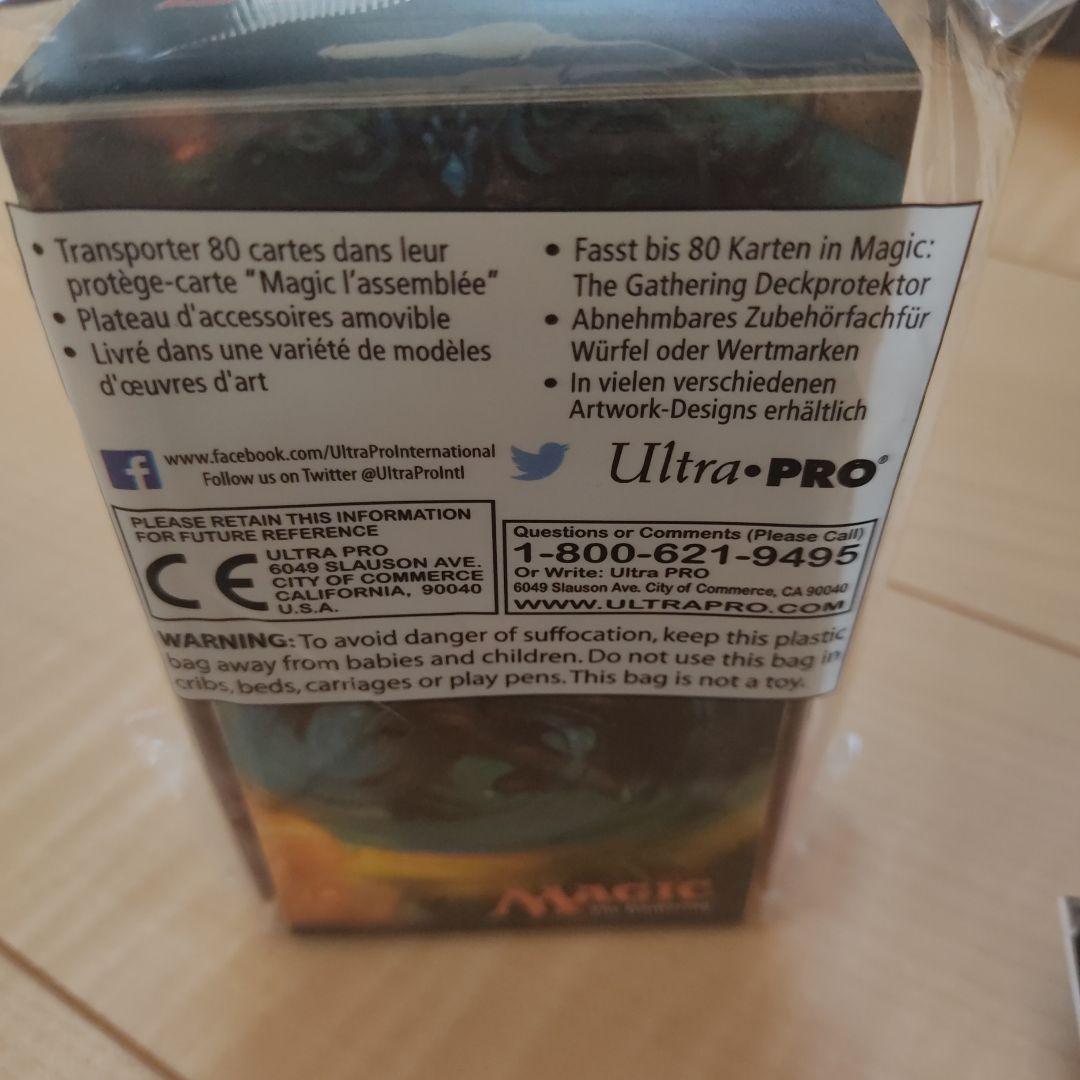 • Transporter 80 cartes dans leur
protège-carte "Magic l'assemblée"
• Plateau d'accessoires amovible
• Livré dans une variété de modèles
d'œuvres d'art
• Fasst bis 80 Karten in Magic:
The Gathering Deckprotektor
• Abnehmbares Zubehörfachfür
Würfel oder Wertmarken
• In vielen verschiedenen
Artwork-Designs erhältlich
www.facebook.com/UltraProInternational
Follow us on Twitter @UltraProIntl
Ultra•PRO®
PLEASE RETAIN THIS INFORMATION
FOR FUTURE REFERENCE
CE
ULTRA PRO
6049 SLAUSON AVE.
CITY OF COMMERCE
CALIFORNIA, 90040
U.S.A.
Questions or Comments (Please Call)
1-800-621-9495
Or Write: Ultra PRO
6049 Slauson Ave. City of Commerce, CA 90040
WWW.ULTRAPRO.COM
WARNING: To avoid danger of suffocation, keep this plastic
bag away from babies and children. Do not use this bag in
cribs, beds, carriages or play pens. This bag is not a toy.
MAGIC